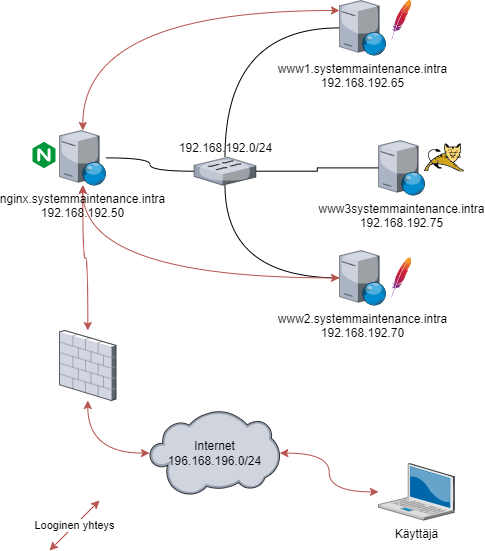 www1.systemmaintenance.intra
192.168.192.65
192.168.192.0/24
N
nginx.systemmaintenance.intra
192.168.192.50
www3systemmaintenance.intra
192.168.192.75
www2.systemmaintenance.intra
192.168.192.70
Internet
196.168.196.0/24
Looginen yhteys
Käyttäjä